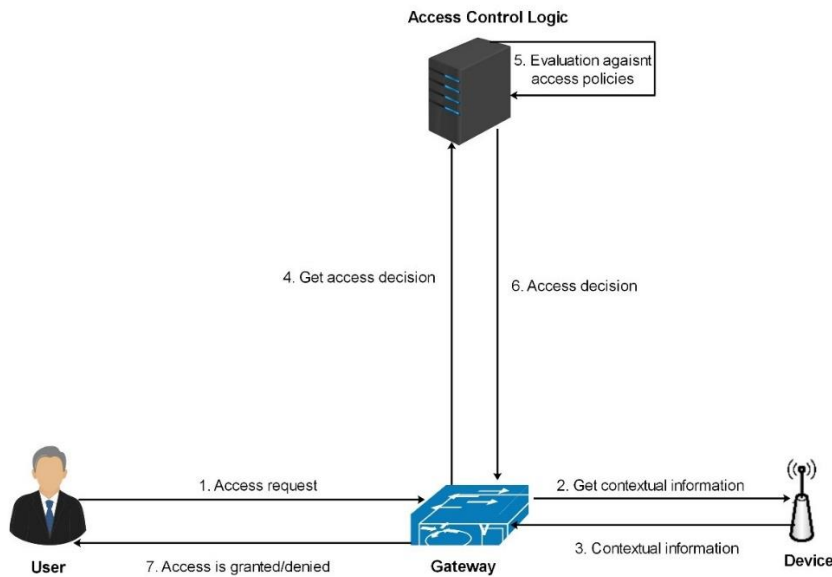 Access Control Logic
5. Evaluation agaisnt
access policies
4. Get access decision
6. Access decision
1. Access request
2. Get contextual information
3. Contextual information
7. Access is granted/denied
User
Gateway
Device